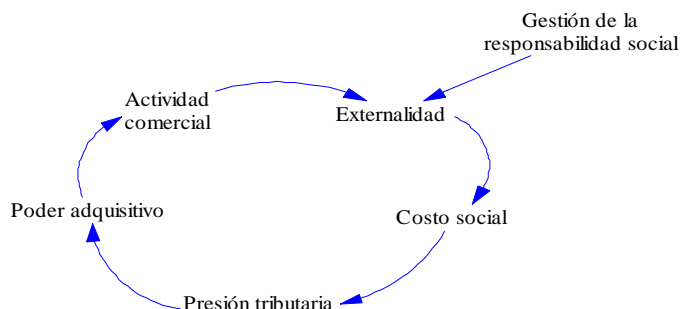 Gestión de la
responsabilidad social
Actividad
comercial
Externalidad
Poder adquisitivo
Costo social
Presión tributaria